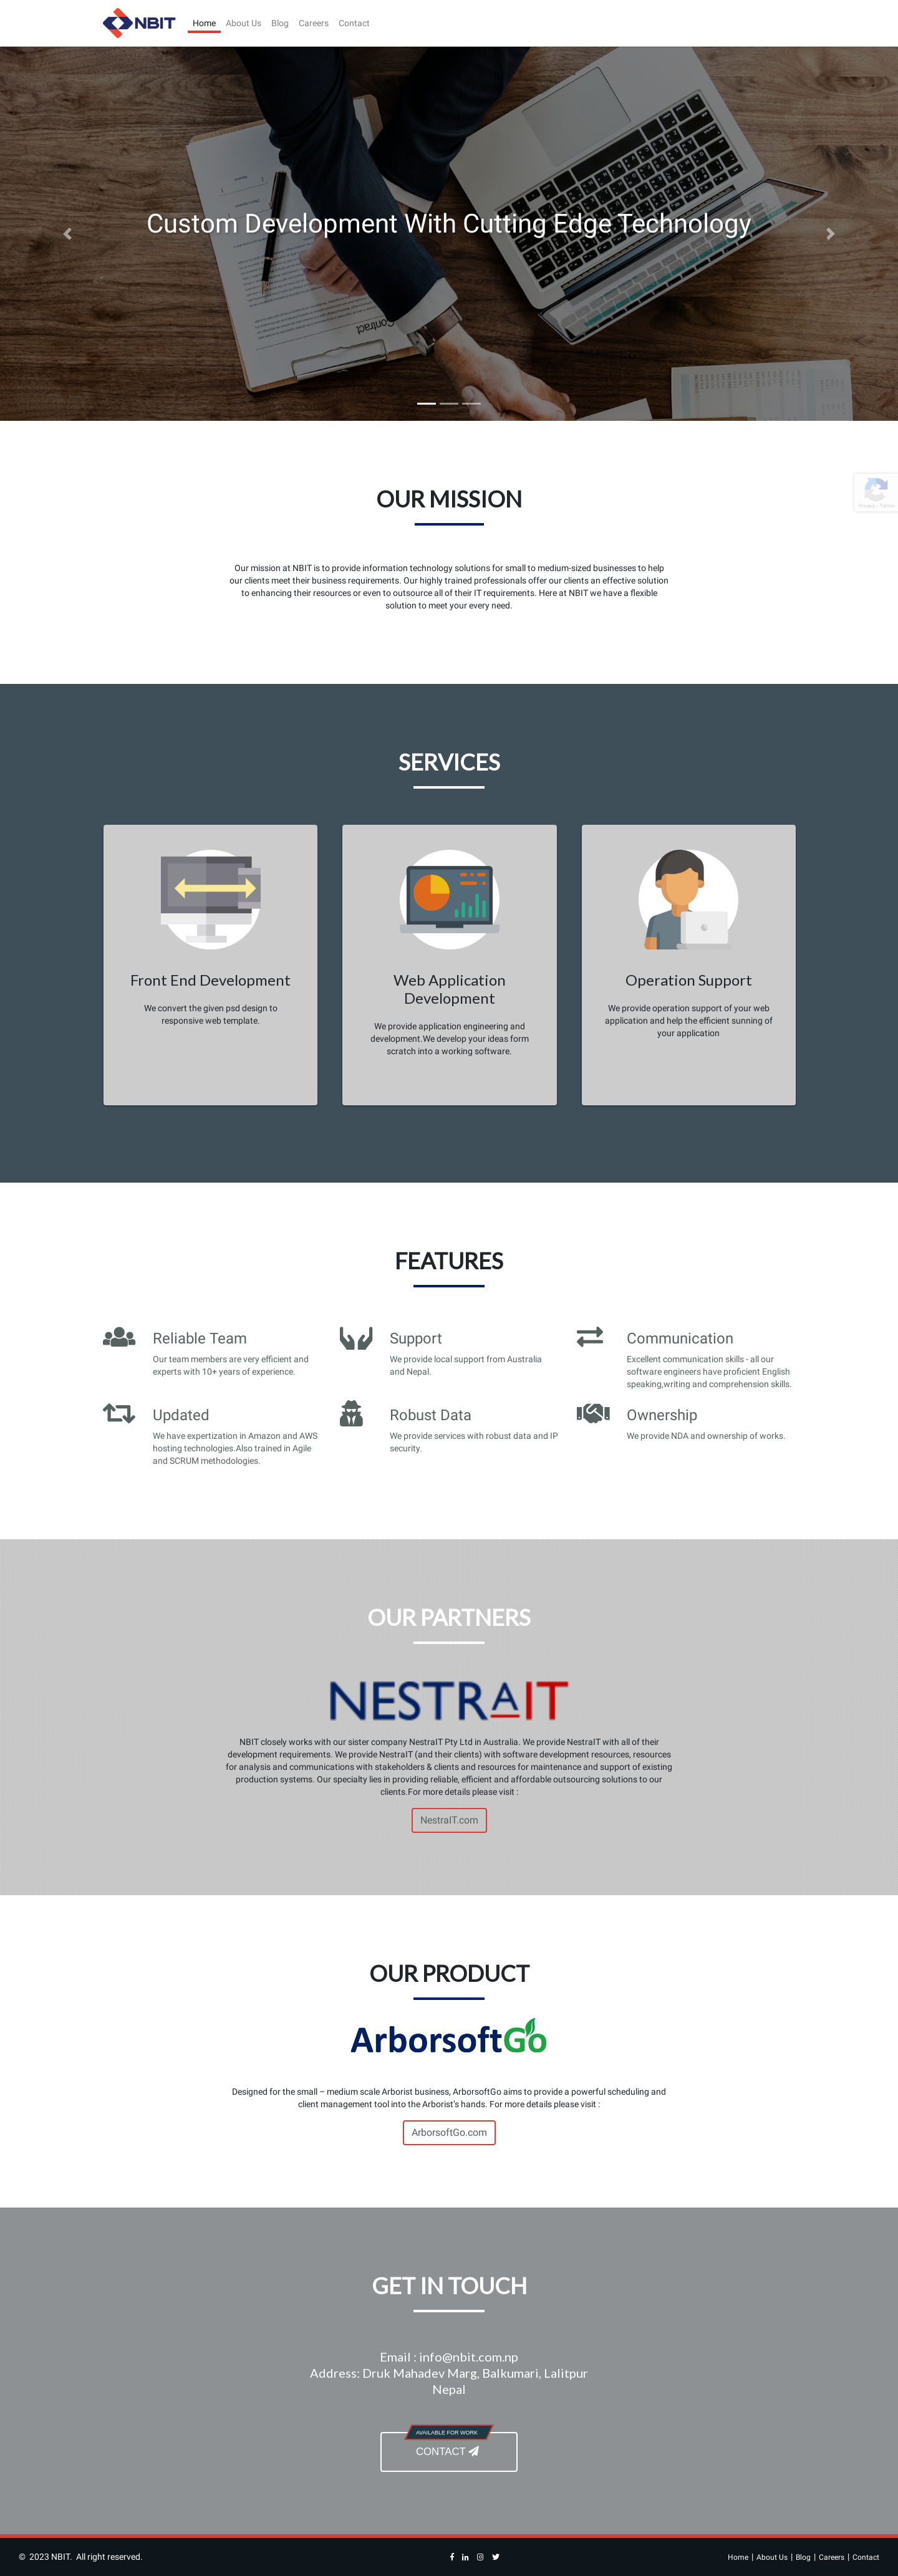 NBIT
Home
About Us
Blog
Careers
Contact
Contract
Custom Development With Cutting Edge Technology
OUR MISSION
Privacy - Terms
Our mission at NBIT is to provide information technology solutions for small to medium-sized businesses to help
our clients meet their business requirements. Our highly trained professionals offer our clients an effective solution
to enhancing their resources or even to outsource all of their IT requirements. Here at NBIT we have a flexible
solution to meet your every need.
SERVICES
Front End Development
We convert the given psd design to
responsive web template.
Web Application
Development
We provide application engineering and
development.We develop your ideas form
scratch into a working software.
Operation Support
We provide operation support of your web
application and help the efficient sunning of
your application
FEATURES
Reliable Team
Our team members are very efficient and
experts with 10+ years of experience.
Support
We provide local support from Australia
and Nepal.
Communication
Excellent communication skills - all our
software engineers have proficient English
speaking,writing and comprehension skills.
Updated
We have expertization in Amazon and AWS
hosting technologies.Also trained in Agile
and SCRUM methodologies.
Robust Data
We provide services with robust data and IP
security.
Ownership
We provide NDA and ownership of works.
OUR PARTNERS
NESTRAIT
NBIT closely works with our sister company NestraIT Pty Ltd in Australia. We provide NestraIT with all of their
development requirements. We provide NestraIT (and their clients) with software development resources, resources
for analysis and communications with stakeholders & clients and resources for maintenance and support of existing
production systems. Our specialty lies in providing reliable, efficient and affordable outsourcing solutions to our
clients.For more details please visit :
NestraIT.com
OUR PRODUCT
ArborsoftGo
Designed for the small – medium scale Arborist business, ArborsoftGo aims to provide a powerful scheduling and
client management tool into the Arborist's hands. For more details please visit :
ArborsoftGo.com
GET IN TOUCH
Email : info@nbit.com.np
Address: Druk Mahadev Marg, Balkumari, Lalitpur
Nepal
AVAILABLE FOR WORK
CONTACT
© 2023 NBIT. All right reserved.
Home | About Us | Blog | Careers | Contact